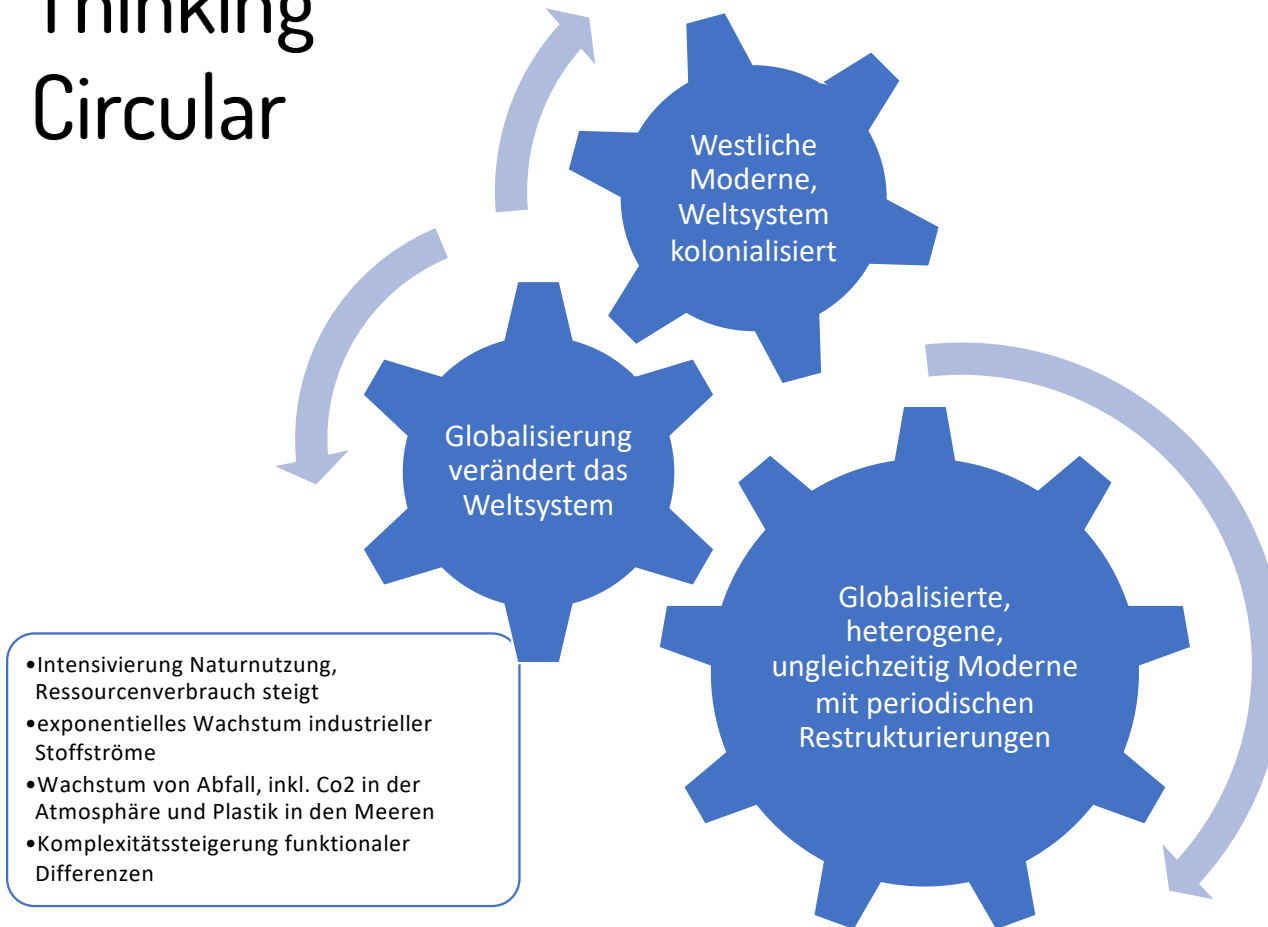 Thinking
Circular
Westliche
Moderne,
Weltsystem
kolonialisiert
Globalisierung
verändert das
Weltsystem
Globalisierte,
heterogene,
ungleichzeitig Moderne
mit periodischen
Restrukturierungen
•Intensivierung Naturnutzung,
Ressourcenverbrauch steigt
•exponentielles Wachstum industrieller
Stoffströme
•Wachstum von Abfall, inkl. Co2 in der
Atmosphäre und Plastik in den Meeren
•Komplexitätssteigerung funktionaler
Differenzen